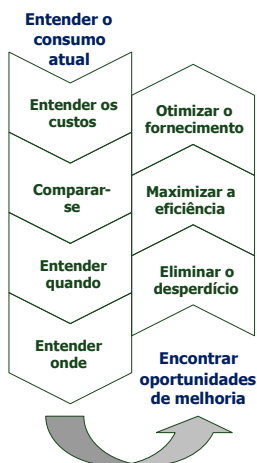 Entender o
consumo
atual
Entender os
custos
Comparar-
se
Entender
quando
Entender
onde
Otimizar o
fornecimento
Maximizar a
eficiência
Eliminar o
desperdício
Encontrar
oportunidades
de melhoria